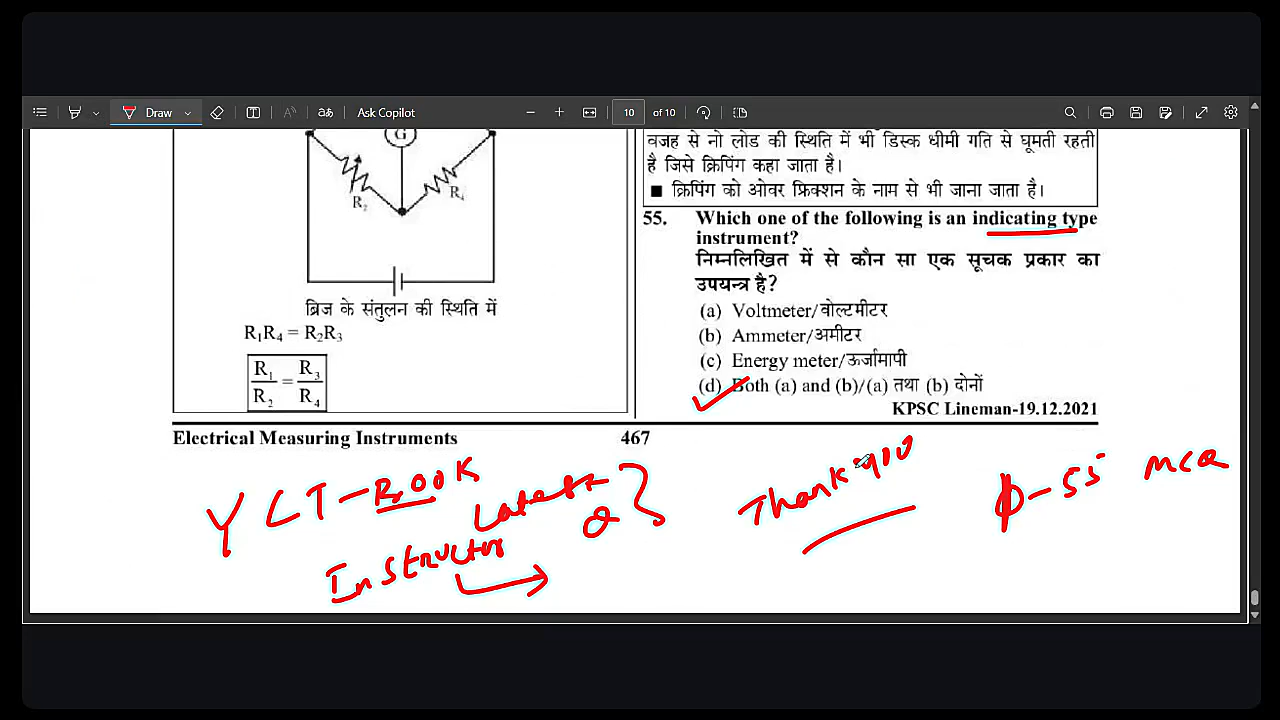 Draw
Ask Copilot
10 of 10
G
R2
R4
ब्रिज के संतुलन की स्थिति में
R1R4 = R2R3
R1/R2 = R3/R4
वजह से नो लोड की स्थिति में भी डिस्क धीमी गति से घूमती रहती
है जिसे क्रिपिंग कहा जाता है।
■ क्रिपिंग को ओवर फ्रिक्शन के नाम से भी जाना जाता है।
55. Which one of the following is an indicating type
instrument?
निम्नलिखित में से कौन सा एक सूचक प्रकार का
उपयन्त्र है?
(a) Voltmeter/वोल्टमीटर
(b) Ammeter/अमीटर
(c) Energy meter/ऊर्जामापी
(d) Both (a) and (b)/(a) तथा (b) दोनों
KPSC Lineman-19.12.2021
Electrical Measuring Instruments 467
YCT-Book
Latest
Q
Instructor
Thank you
55 MCQ